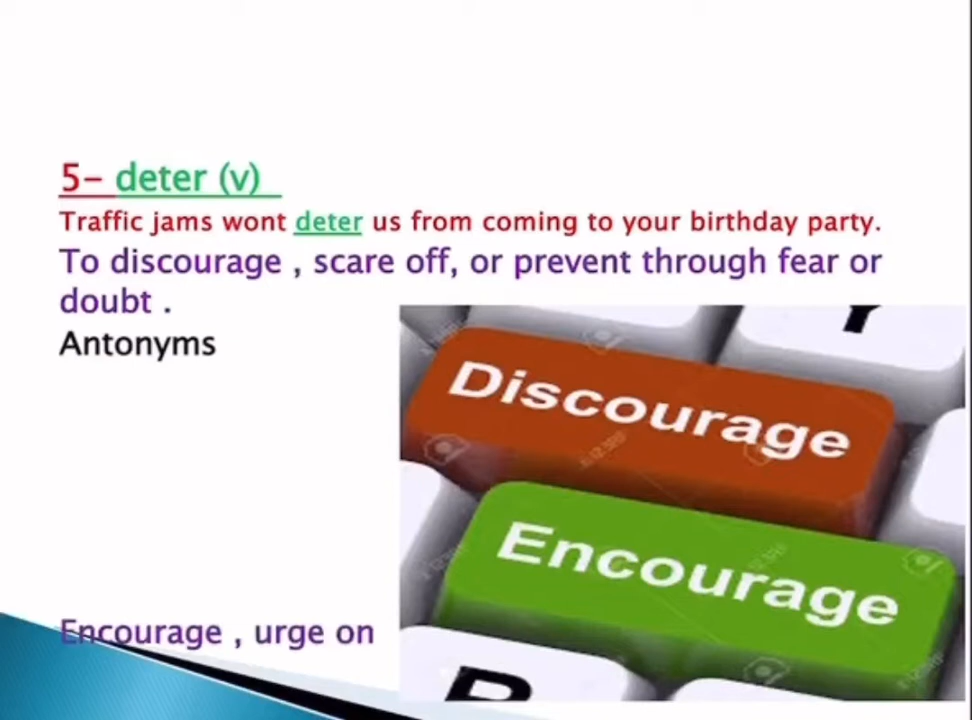 5- deter (v)
Traffic jams wont deter us from coming to your birthday party.
To discourage , scare off, or prevent through fear or
doubt .
Antonyms
Y
Discourage
Encourage
Encourage , urge on